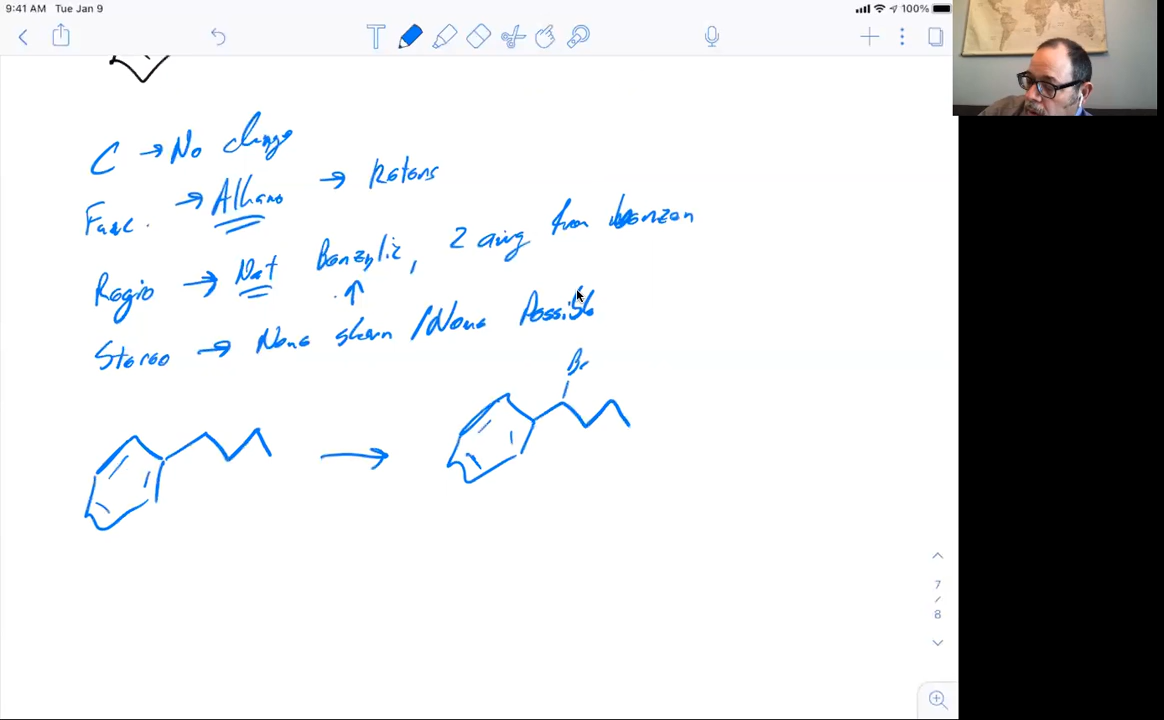 9:41 AM Tue Jan 9
100%
C → No change
Func. → Alkane → Ketone
Regio → Not Benzylic, 2 away from benzen
Stereo → None shown / None Possible
Br
7
/
8